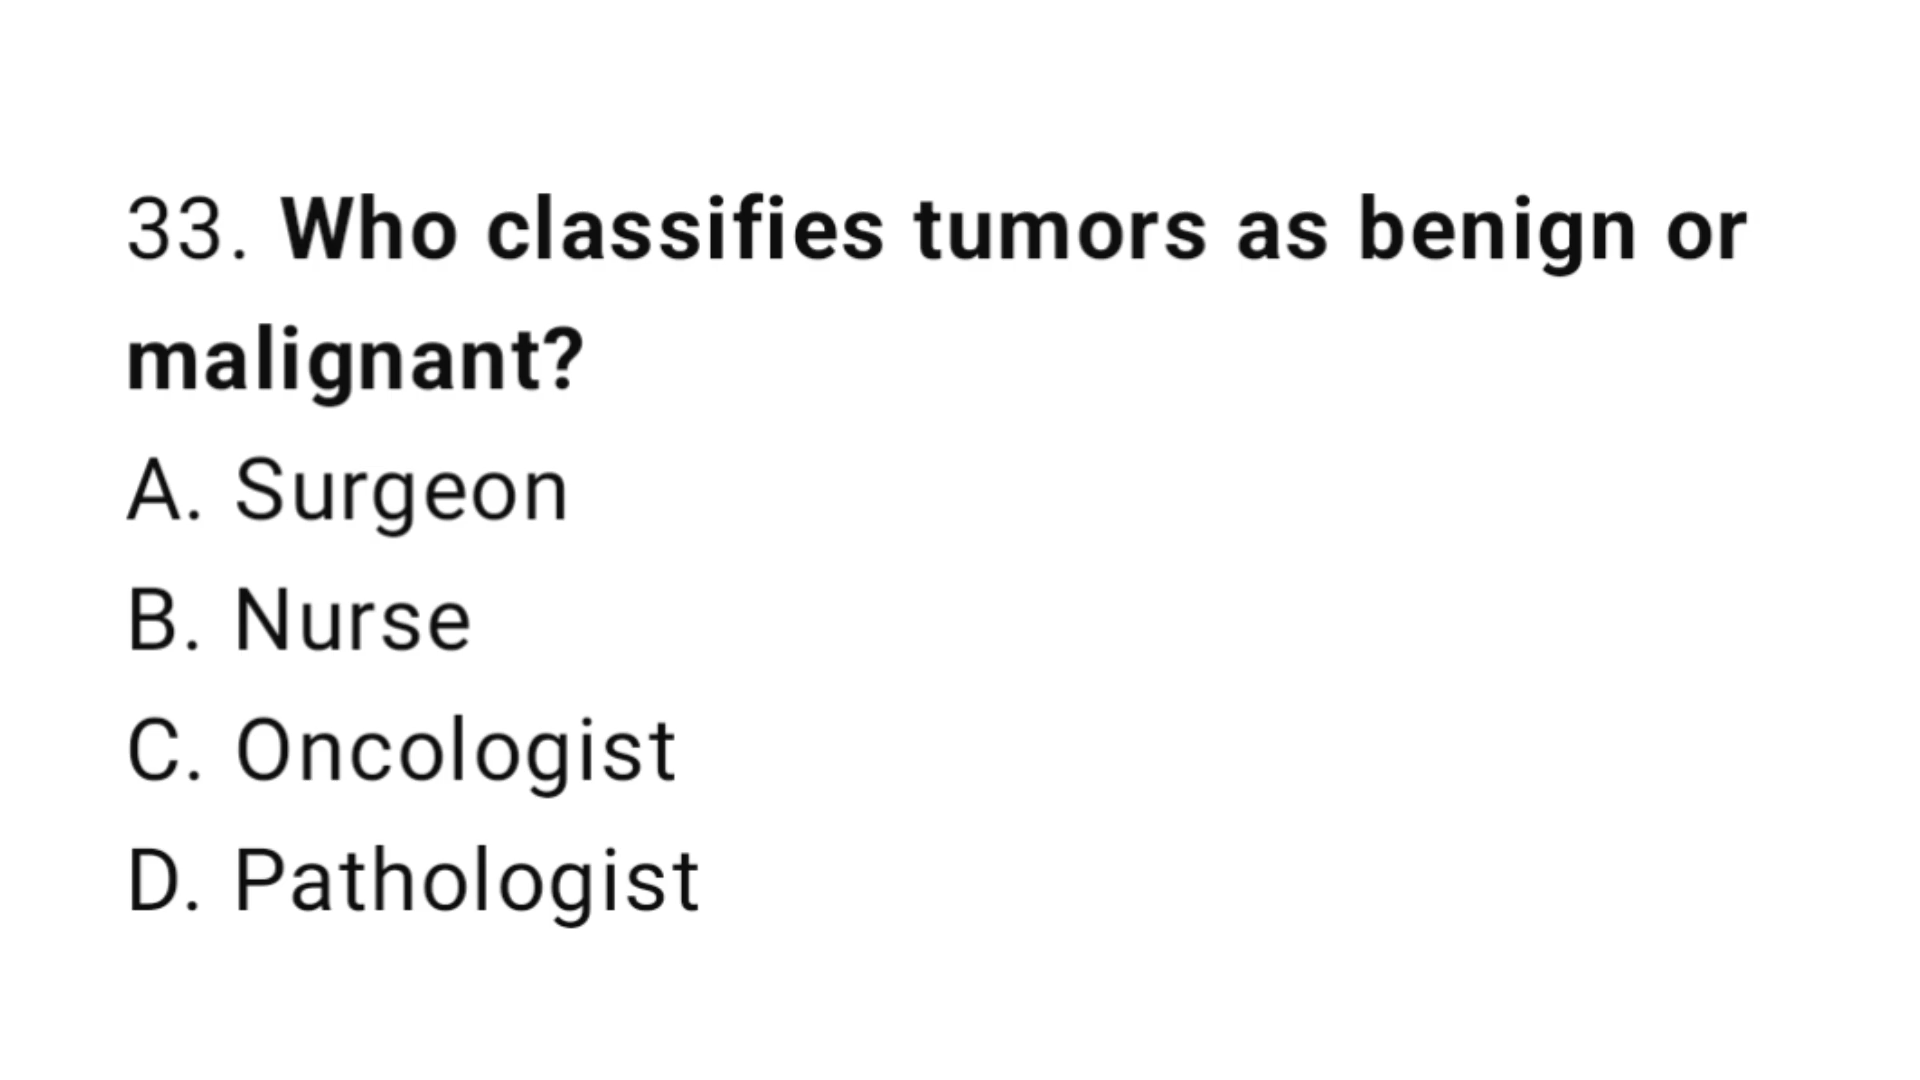 33. Who classifies tumors as benign or
malignant?
A. Surgeon
B. Nurse
C. Oncologist
D. Pathologist